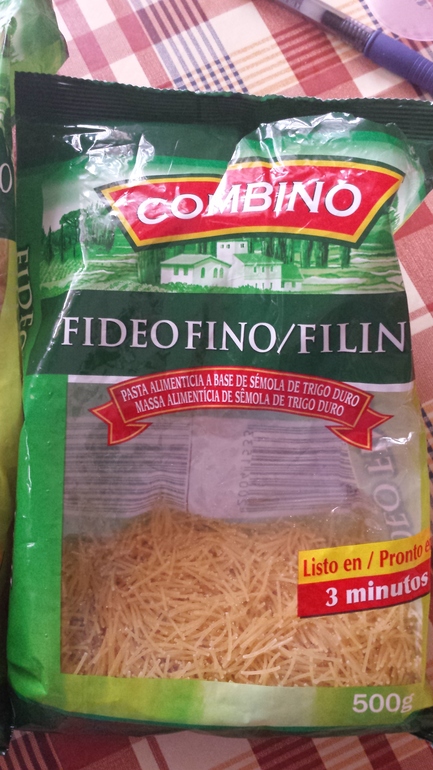 COMBINO
FIDEO FINO/FILIN
PASTA ALIMENTICIA A BASE DE SÉMOLA DE TRIGO DURO
MASSA ALIMENTÍCIA DE SÊMOLA DE TRIGO DURO
Listo en / Pronto e
3 minutos
500g
FIDEO